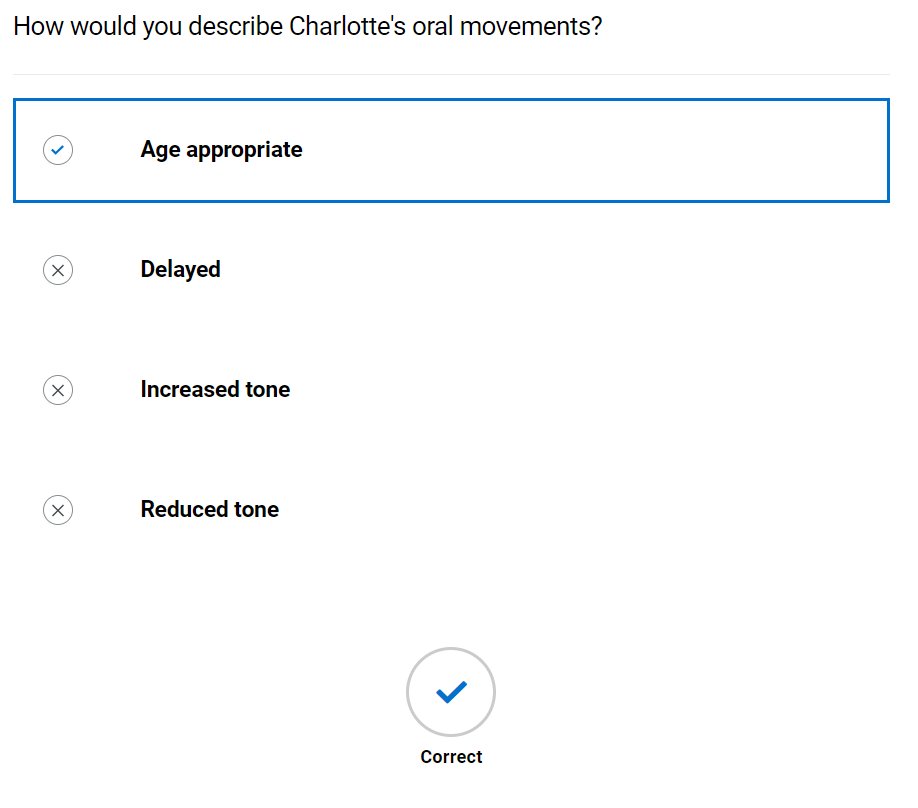 How would you describe Charlotte's oral movements?
Age appropriate
Delayed
Increased tone
Reduced tone
Correct